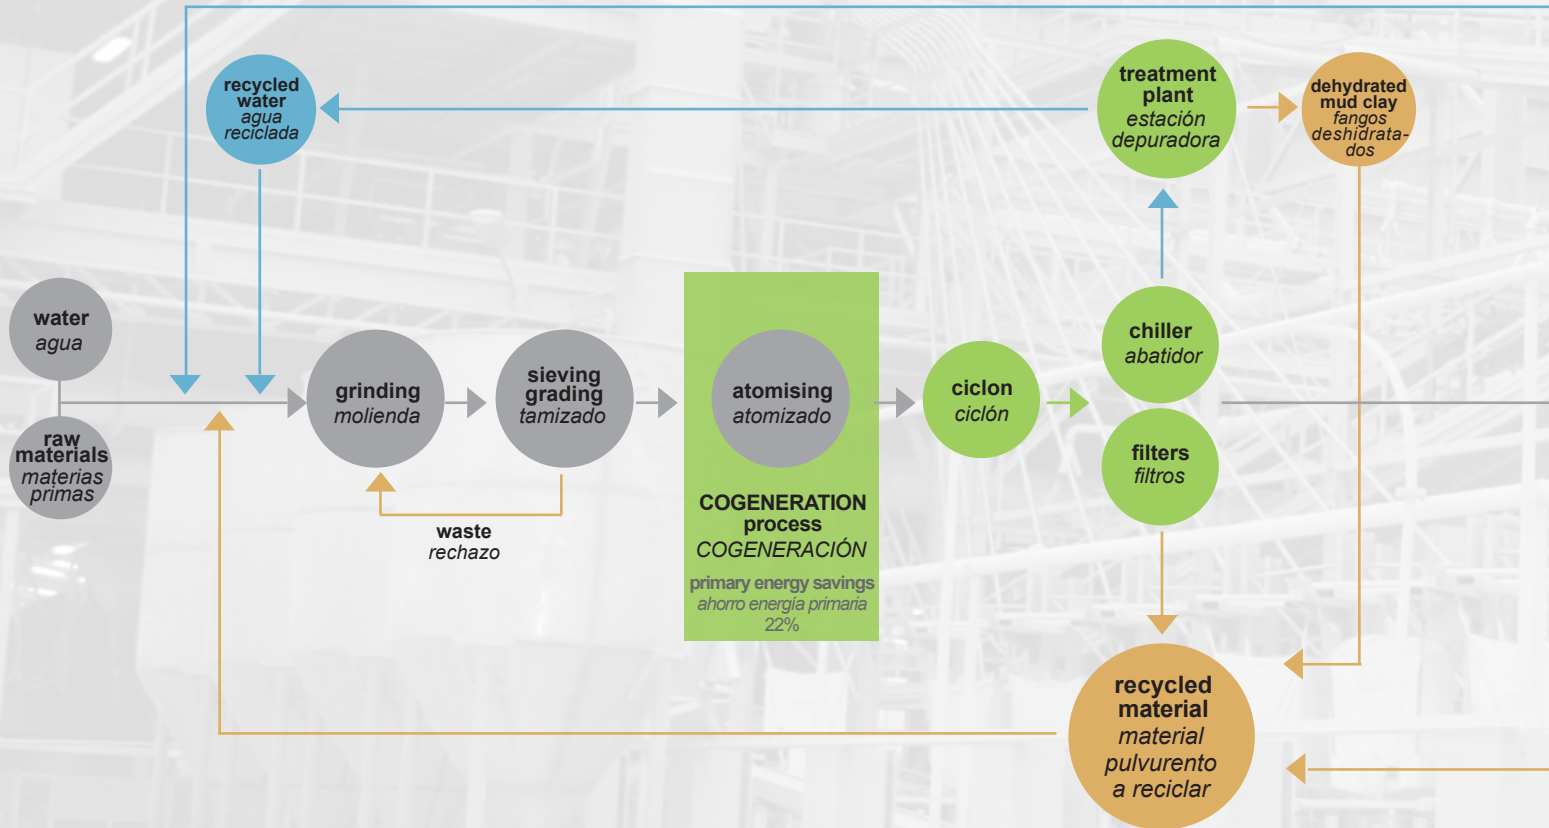 recycled
water
agua
reciclada
treatment
plant
estación
depuradora
dehydrated
mud clay
fangos
deshidrata-
dos
water
agua
raw
materials
materias
primas
grinding
molienda
sieving
grading
tamizado
waste
rechazo
atomising
atomizado
COGENERATION
process
COGENERACIÓN
primary energy savings
ahorro energía primaria
22%
ciclon
ciclón
chiller
abatidor
filters
filtros
recycled
material
material
pulvurento
a reciclar